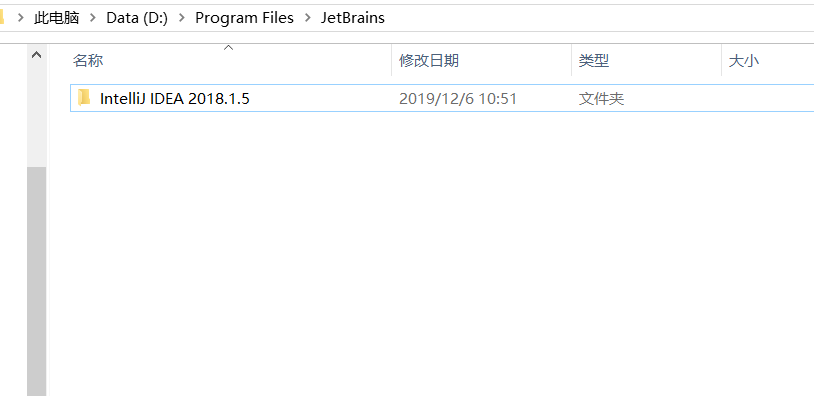 此电脑 > Data (D:) > Program Files > JetBrains
名称 修改日期 类型 大小
IntelliJ IDEA 2018.1.5 2019/12/6 10:51 文件夹